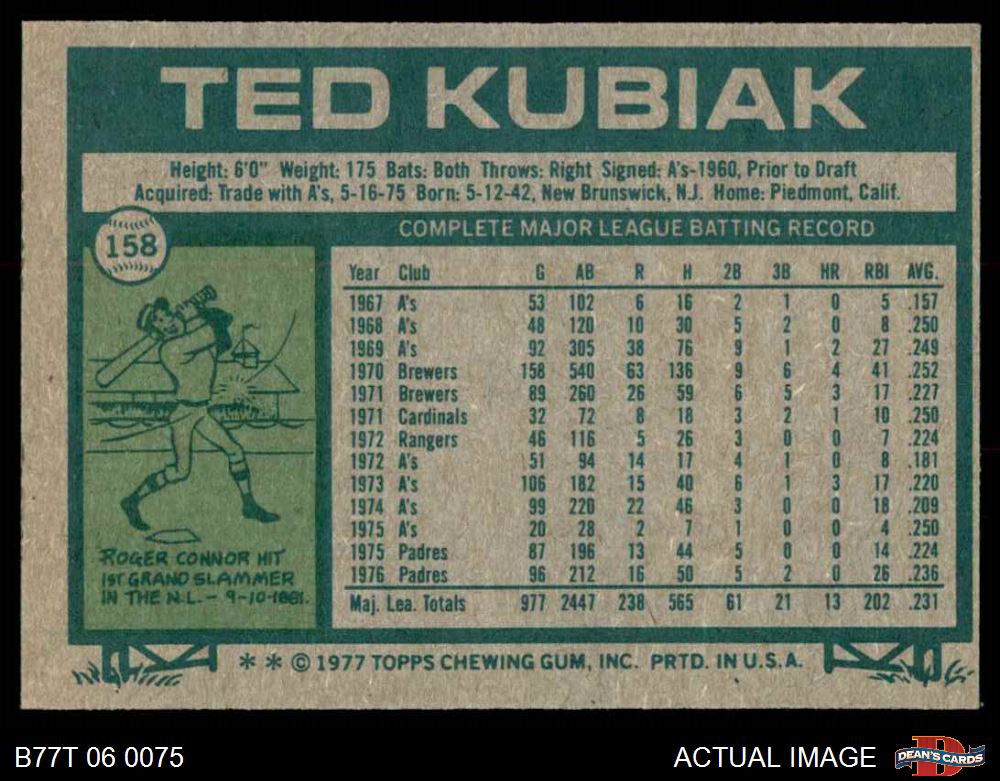 TED KUBIAK
Height: 6'0" Weight: 175 Bats: Both Throws: Right Signed: A's-1960, Prior to Draft
Acquired: Trade with A's, 5-16-75 Born: 5-12-42, New Brunswick, N.J. Home: Piedmont, Calif.
158
COMPLETE MAJOR LEAGUE BATTING RECORD
Year Club G AB R H 2B 3B HR RBI AVG.
1967 A's 53 102 6 16 2 1 0 5 .157
1968 A's 48 120 10 30 5 2 0 8 .250
1969 A's 92 305 38 76 9 1 2 27 .249
1970 Brewers 158 540 63 136 9 6 4 41 .252
1971 Brewers 89 260 26 59 6 5 3 17 .227
1971 Cardinals 32 72 8 18 3 2 1 10 .250
1972 Rangers 46 116 5 26 3 0 0 7 .224
1972 A's 51 94 14 17 4 1 0 8 .181
1973 A's 106 182 15 40 6 1 3 17 .220
1974 A's 99 220 22 46 3 0 0 18 .209
1975 A's 20 28 2 7 1 0 0 4 .250
1975 Padres 87 196 13 44 5 0 0 14 .224
1976 Padres 96 212 16 50 5 2 0 26 .236
Maj. Lea. Totals 977 2447 238 565 61 21 13 202 .231
ROGER CONNOR HIT
1ST GRAND SLAMMER
IN THE N.L. - 9-10-1881.
* * © 1977 TOPPS CHEWING GUM, INC. PRTD. IN U.S.A.
B77T 06 0075
ACTUAL IMAGE
D
DEAN'S CARDS